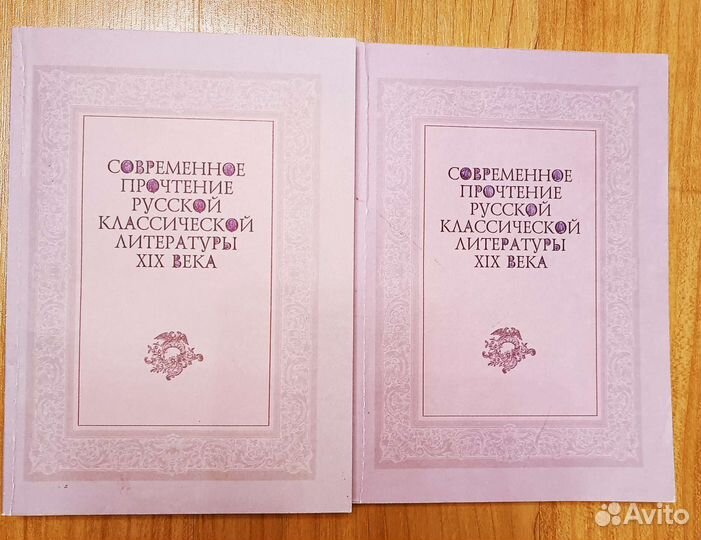 СОВРЕМЕННОЕ
ПРОЧТЕНИЕ
РУССКОЙ
КЛАССИЧЕСКОЙ
ЛИТЕРАТУРЫ
XIX ВЕКА
СОВРЕМЕННОЕ
ПРОЧТЕНИЕ
РУССКОЙ
КЛАССИЧЕСКОЙ
ЛИТЕРАТУРЫ
XIX ВЕКА
Avito